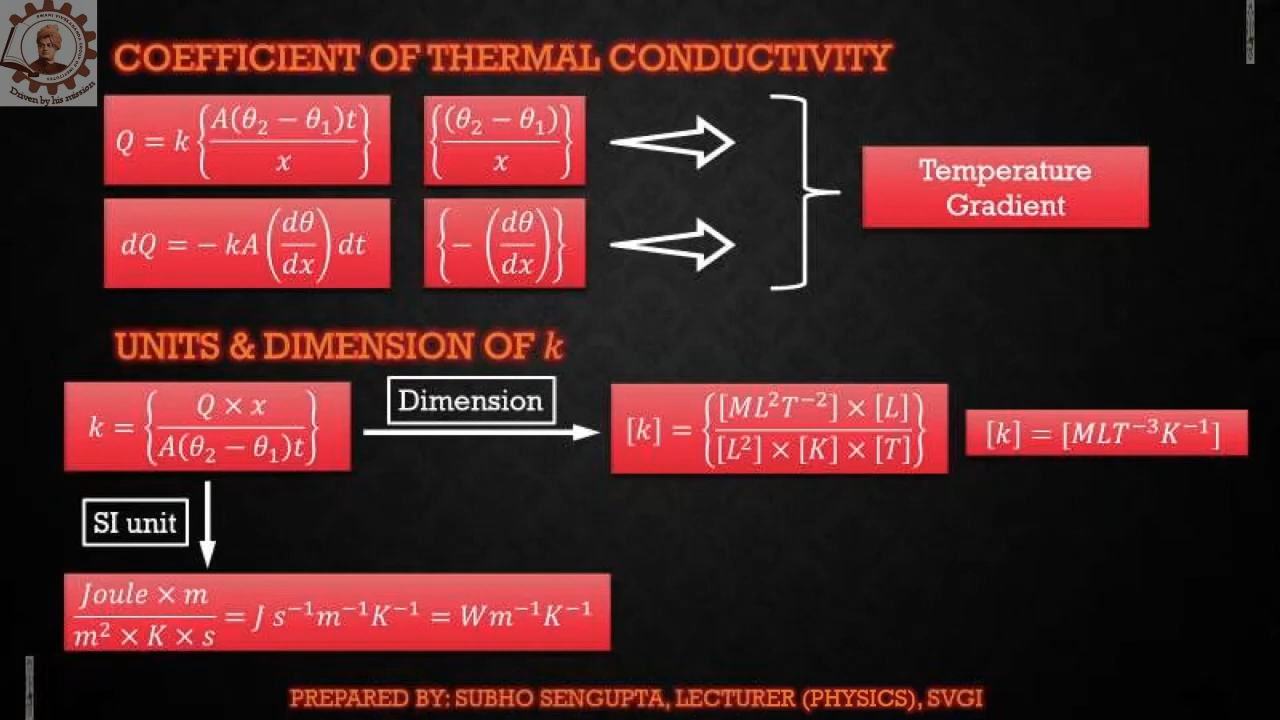 Driven by his mission
COEFFICIENT OF THERMAL CONDUCTIVITY
Q = k {A(θ₂ − θ₁)t / x}
{(θ₂ − θ₁) / x}
Temperature
Gradient
dQ = − kA (dθ/dx) dt
{− (dθ/dx)}
UNITS & DIMENSION OF k
k = {Q × x / A(θ₂ − θ₁)t}
Dimension
[k] = {[ML²T⁻²] × [L] / [L²] × [K] × [T]}
[k] = [MLT⁻³K⁻¹]
SI unit
Joule × m / m² × K × s = J s⁻¹m⁻¹K⁻¹ = Wm⁻¹K⁻¹
PREPARED BY: SUBHO SENGUPTA, LECTURER (PHYSICS), SVGI